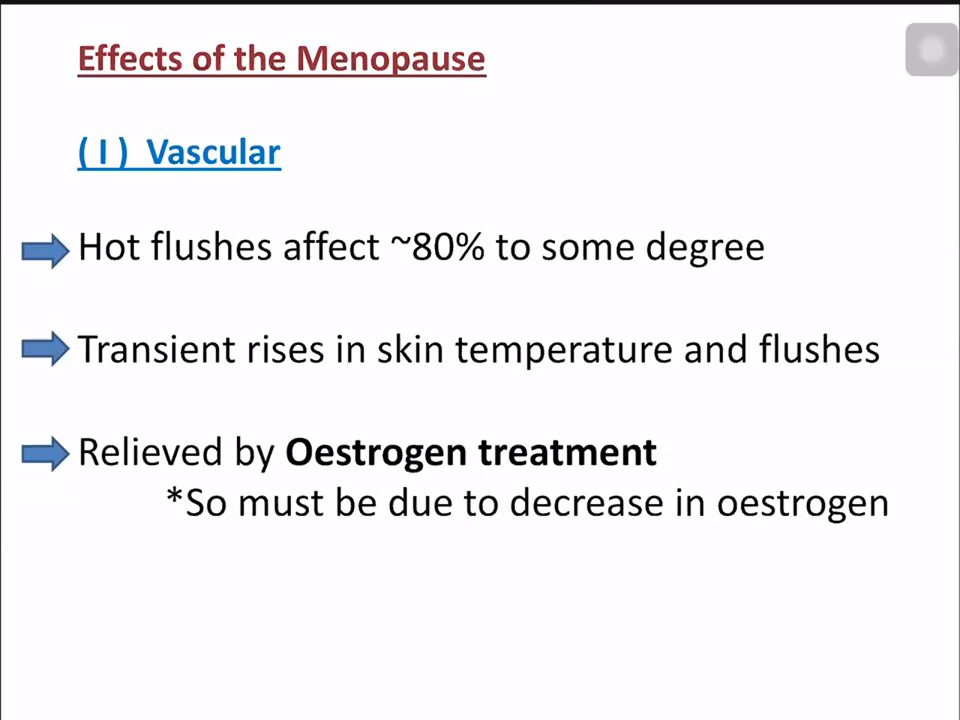 Effects of the Menopause
( I )  Vascular
Hot flushes affect ~80% to some degree
Transient rises in skin temperature and flushes
Relieved by Oestrogen treatment
*So must be due to decrease in oestrogen